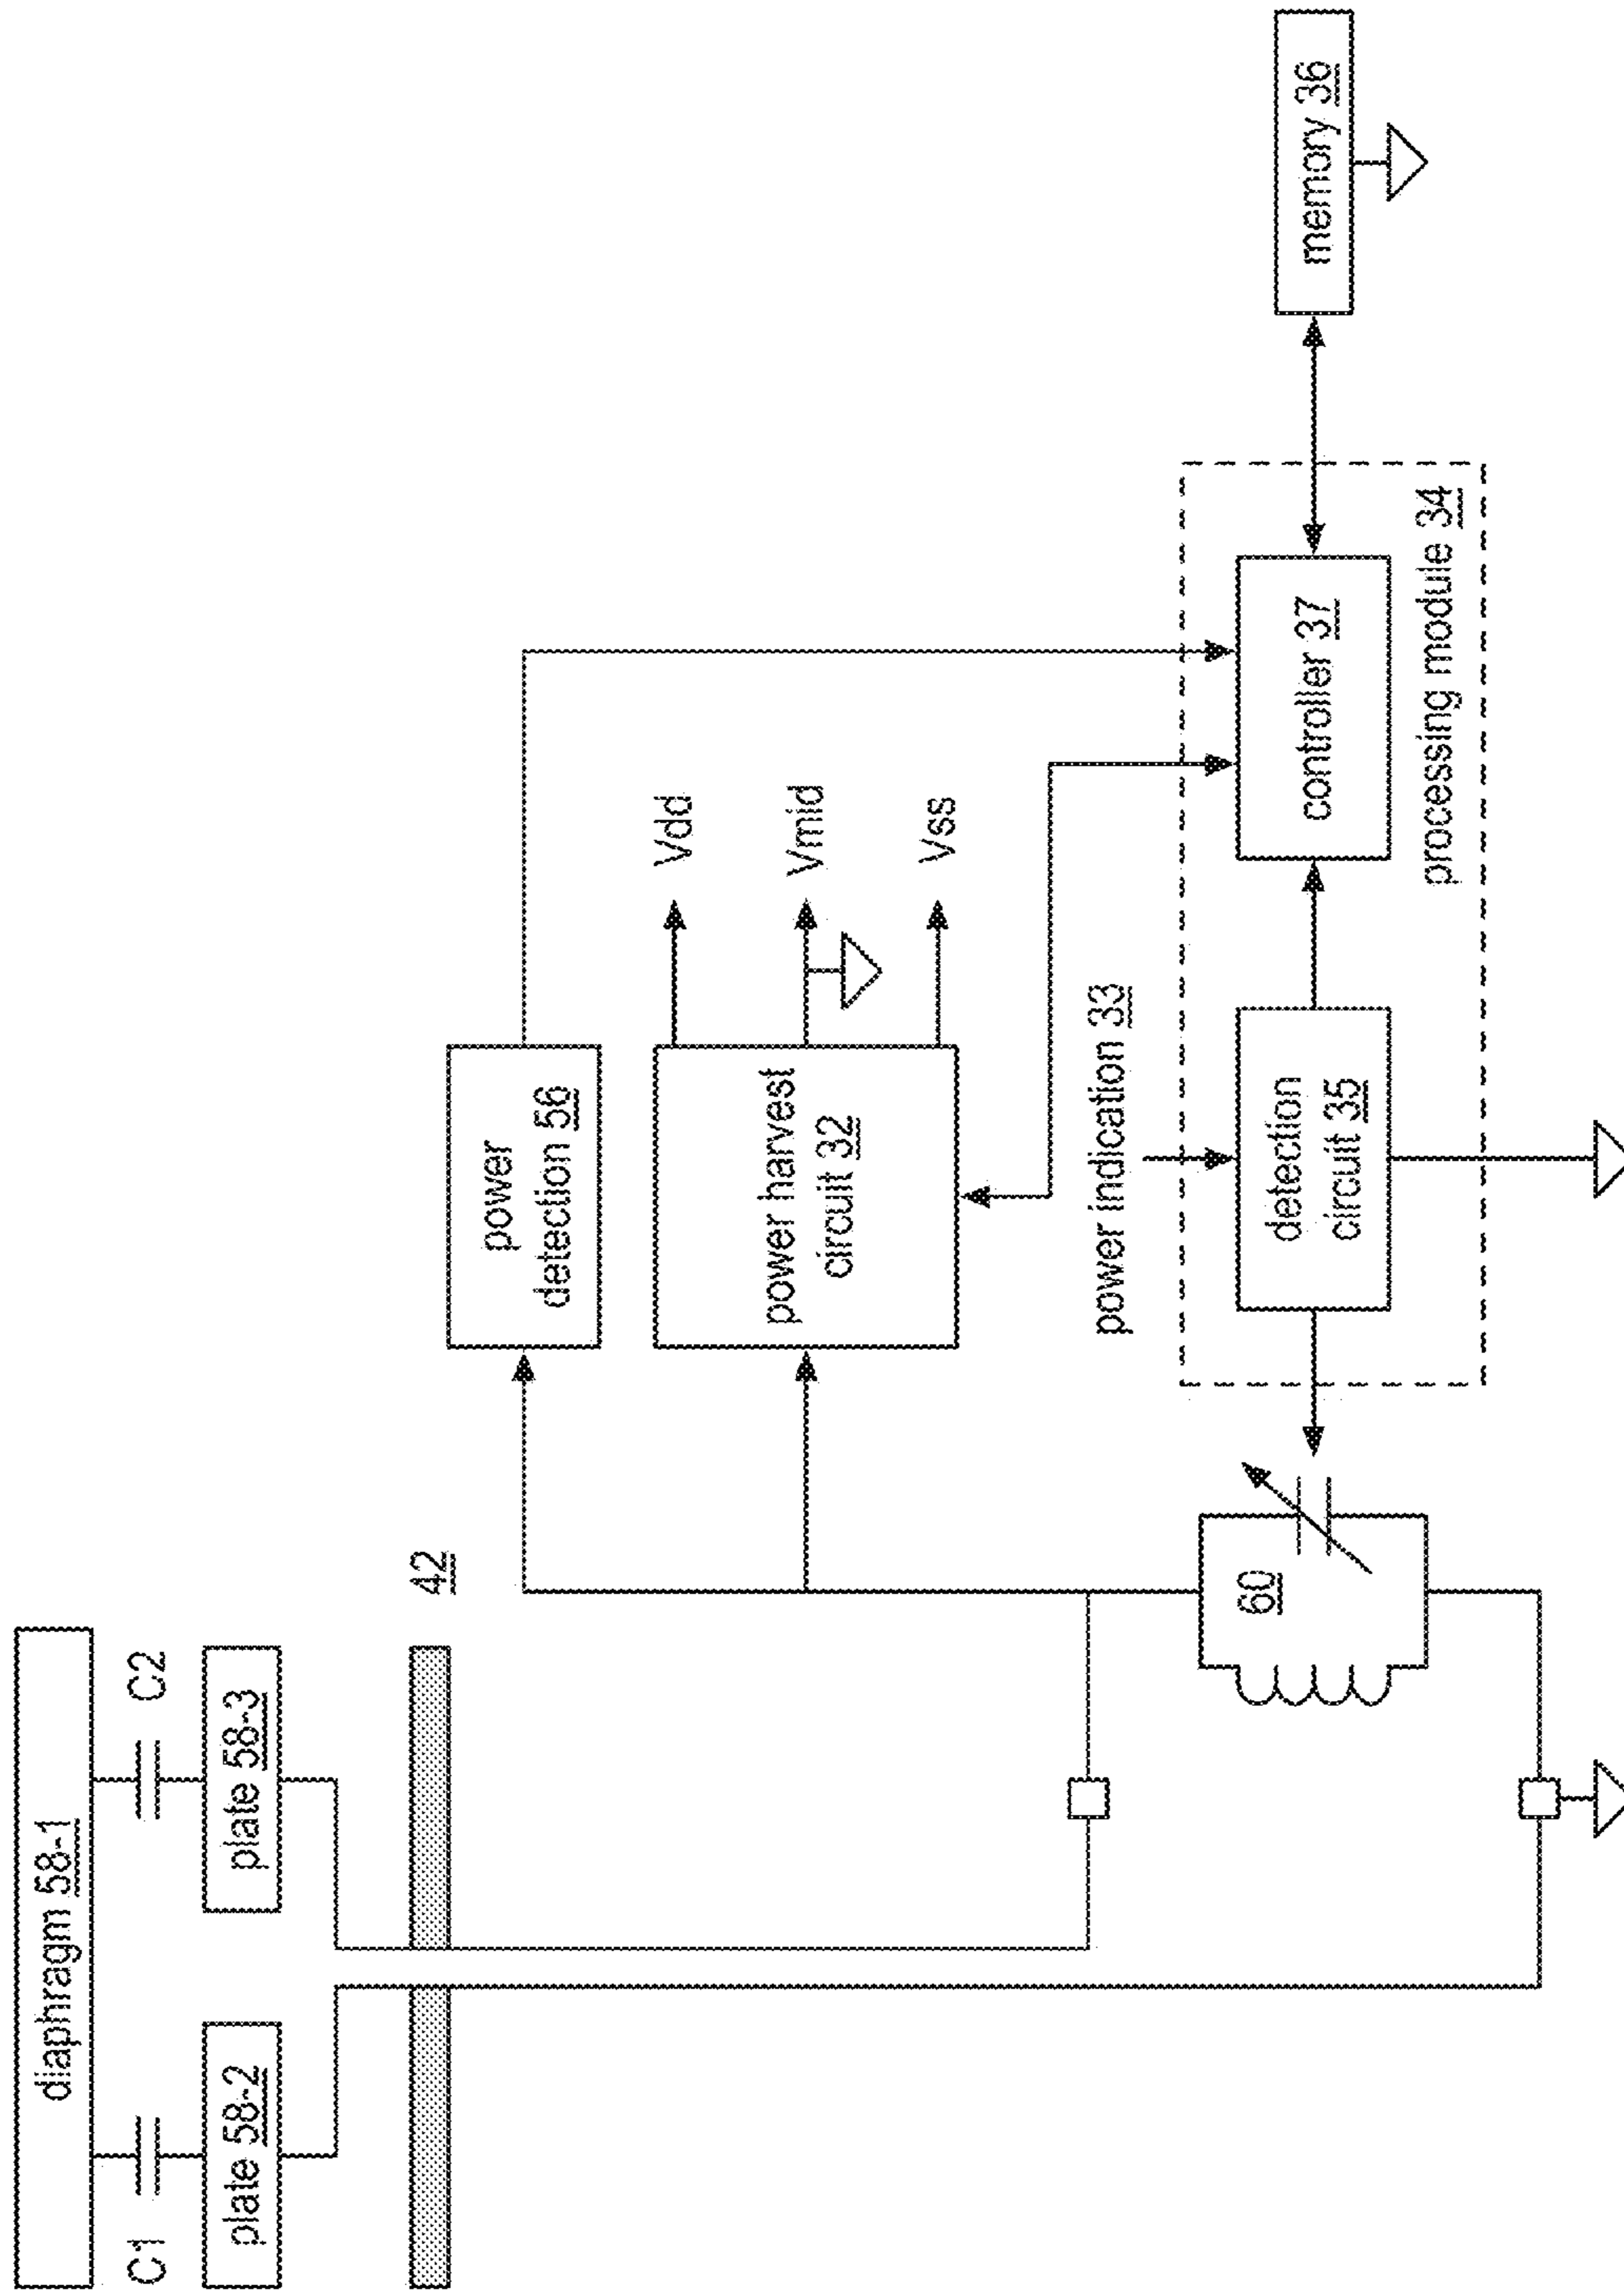 diaphragm 58-1
C1
C2
plate 58-2
plate 58-3
42
power
detection 56
power harvest
circuit 32
Vdd
Vmid
Vss
power indication 33
60
detection
circuit 35
controller 37
processing module 34
memory 36